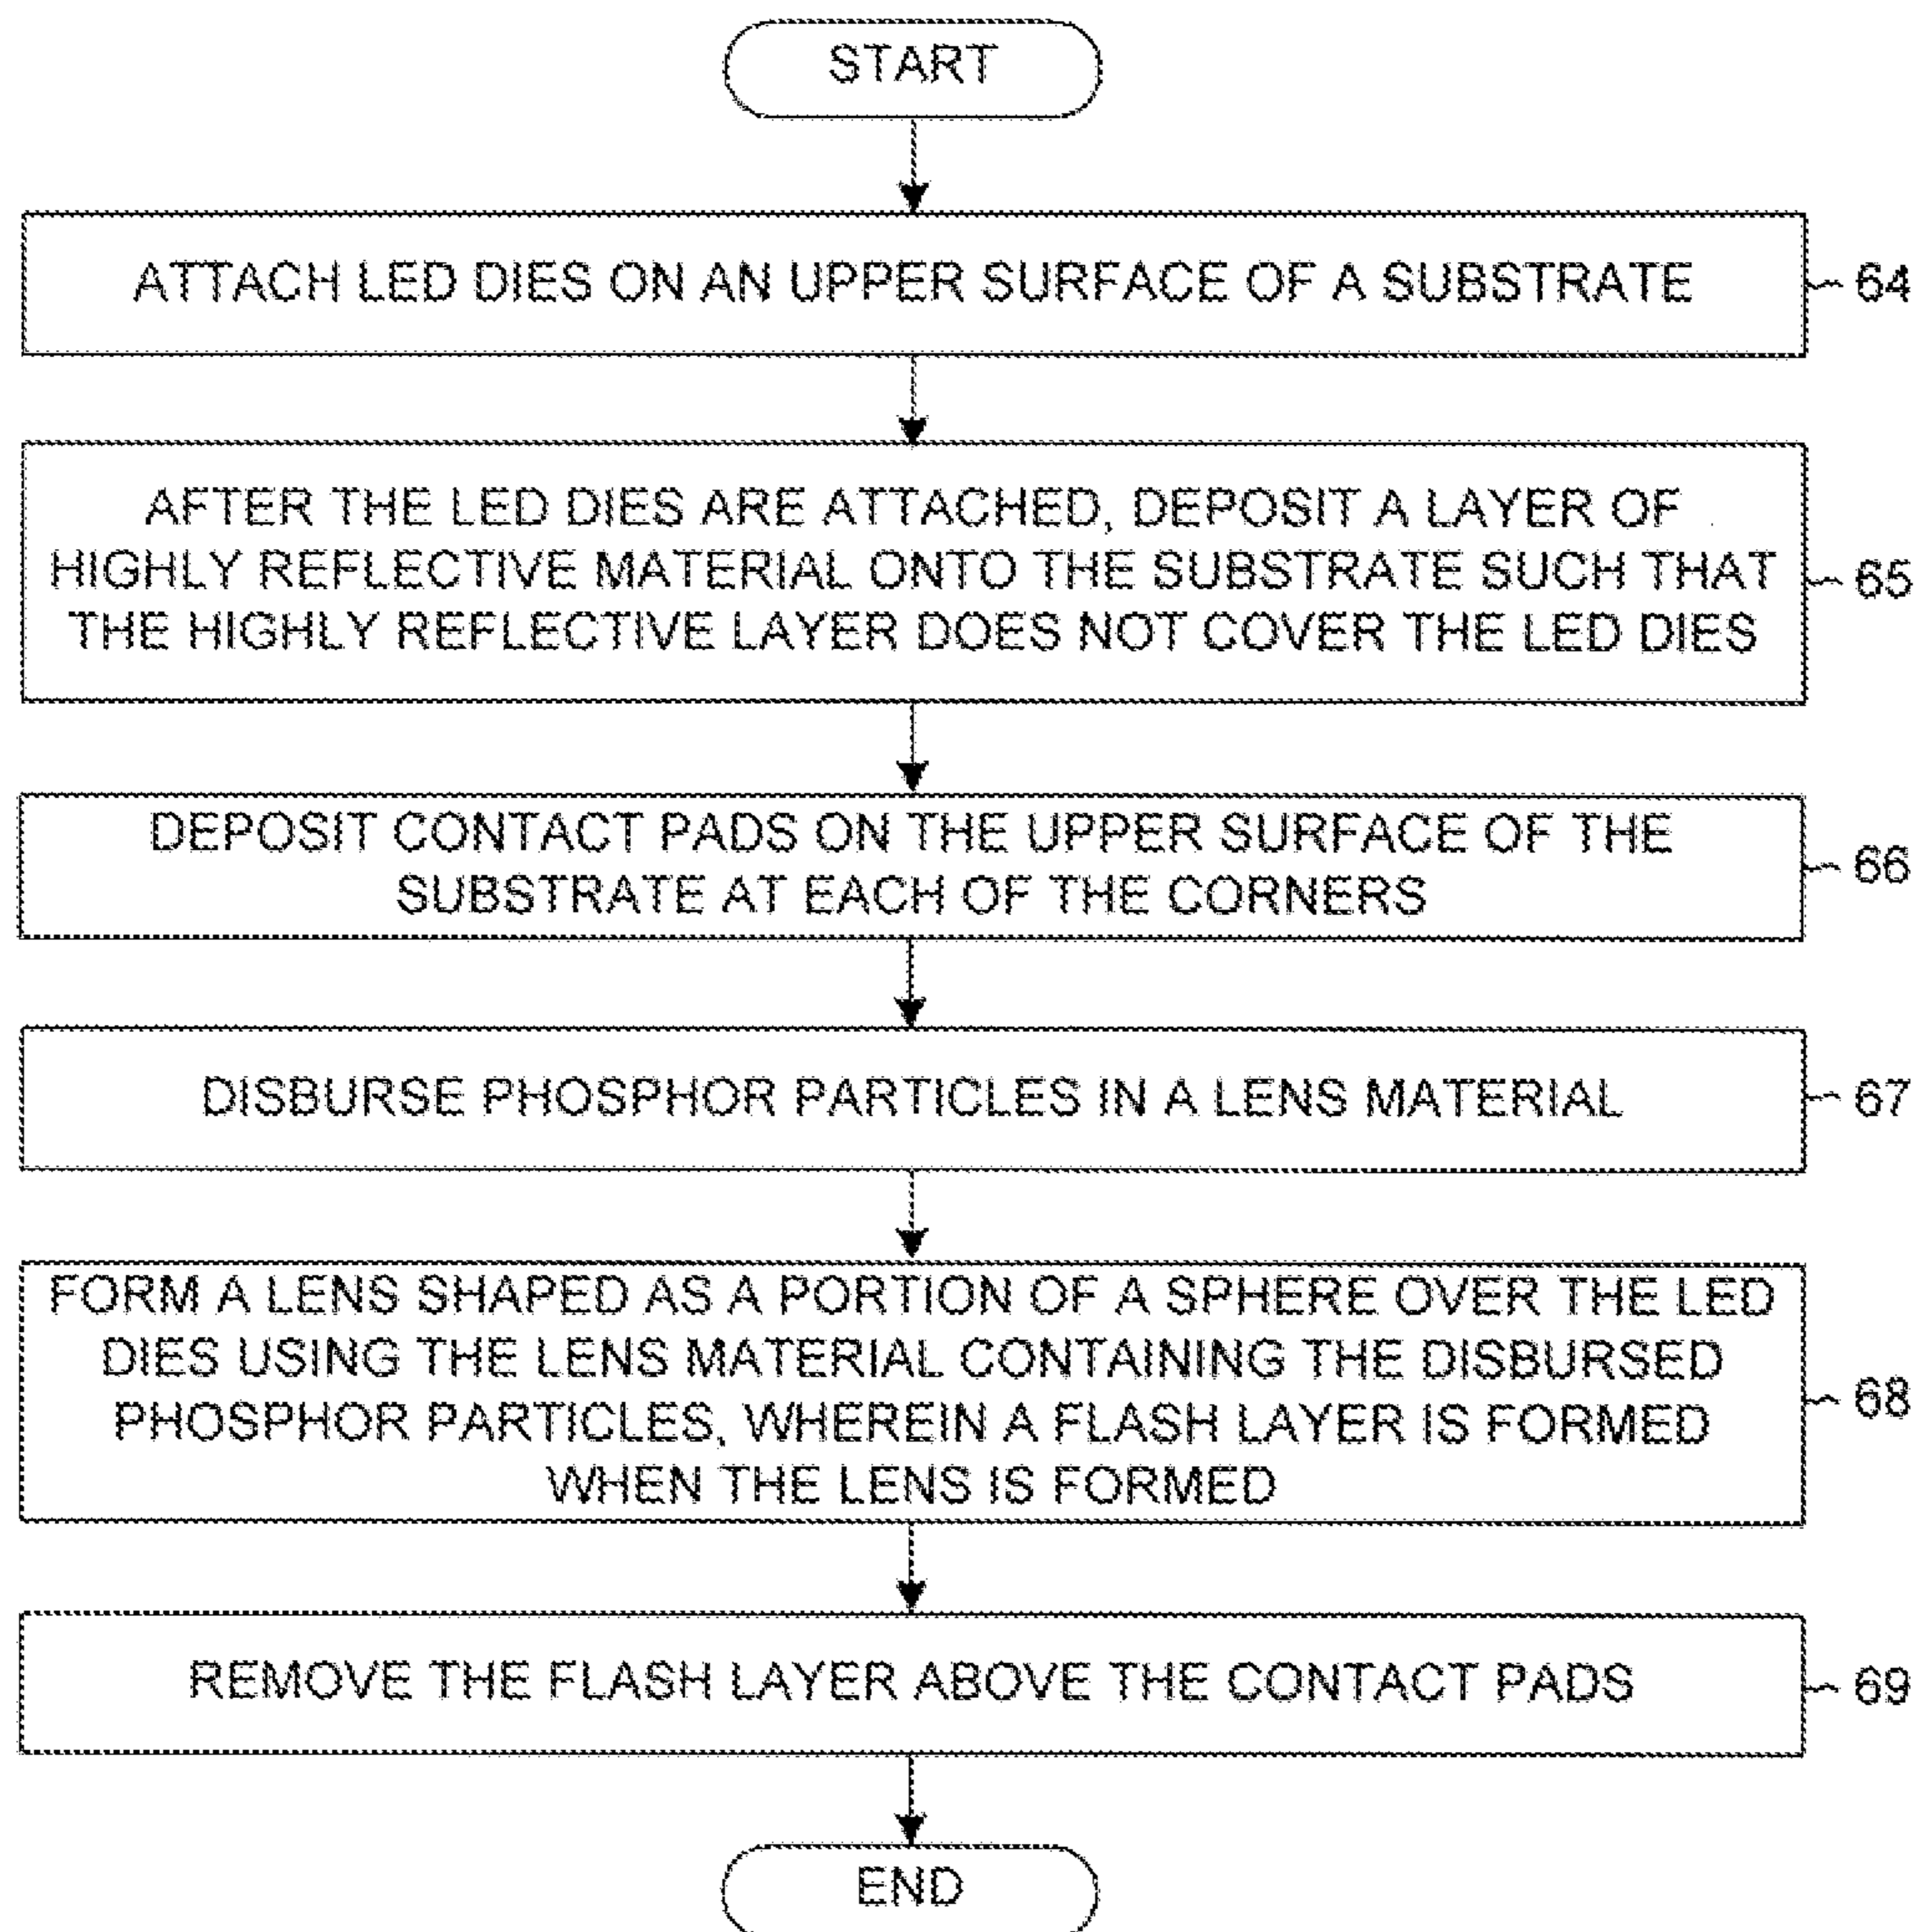 START
ATTACH LED DIES ON AN UPPER SURFACE OF A SUBSTRATE
64
AFTER THE LED DIES ARE ATTACHED, DEPOSIT A LAYER OF
HIGHLY REFLECTIVE MATERIAL ONTO THE SUBSTRATE SUCH THAT
THE HIGHLY REFLECTIVE LAYER DOES NOT COVER THE LED DIES
65
DEPOSIT CONTACT PADS ON THE UPPER SURFACE OF THE
SUBSTRATE AT EACH OF THE CORNERS
66
DISBURSE PHOSPHOR PARTICLES IN A LENS MATERIAL
67
FORM A LENS SHAPED AS A PORTION OF A SPHERE OVER THE LED
DIES USING THE LENS MATERIAL CONTAINING THE DISBURSED
PHOSPHOR PARTICLES, WHEREIN A FLASH LAYER IS FORMED
WHEN THE LENS IS FORMED
68
REMOVE THE FLASH LAYER ABOVE THE CONTACT PADS
69
END